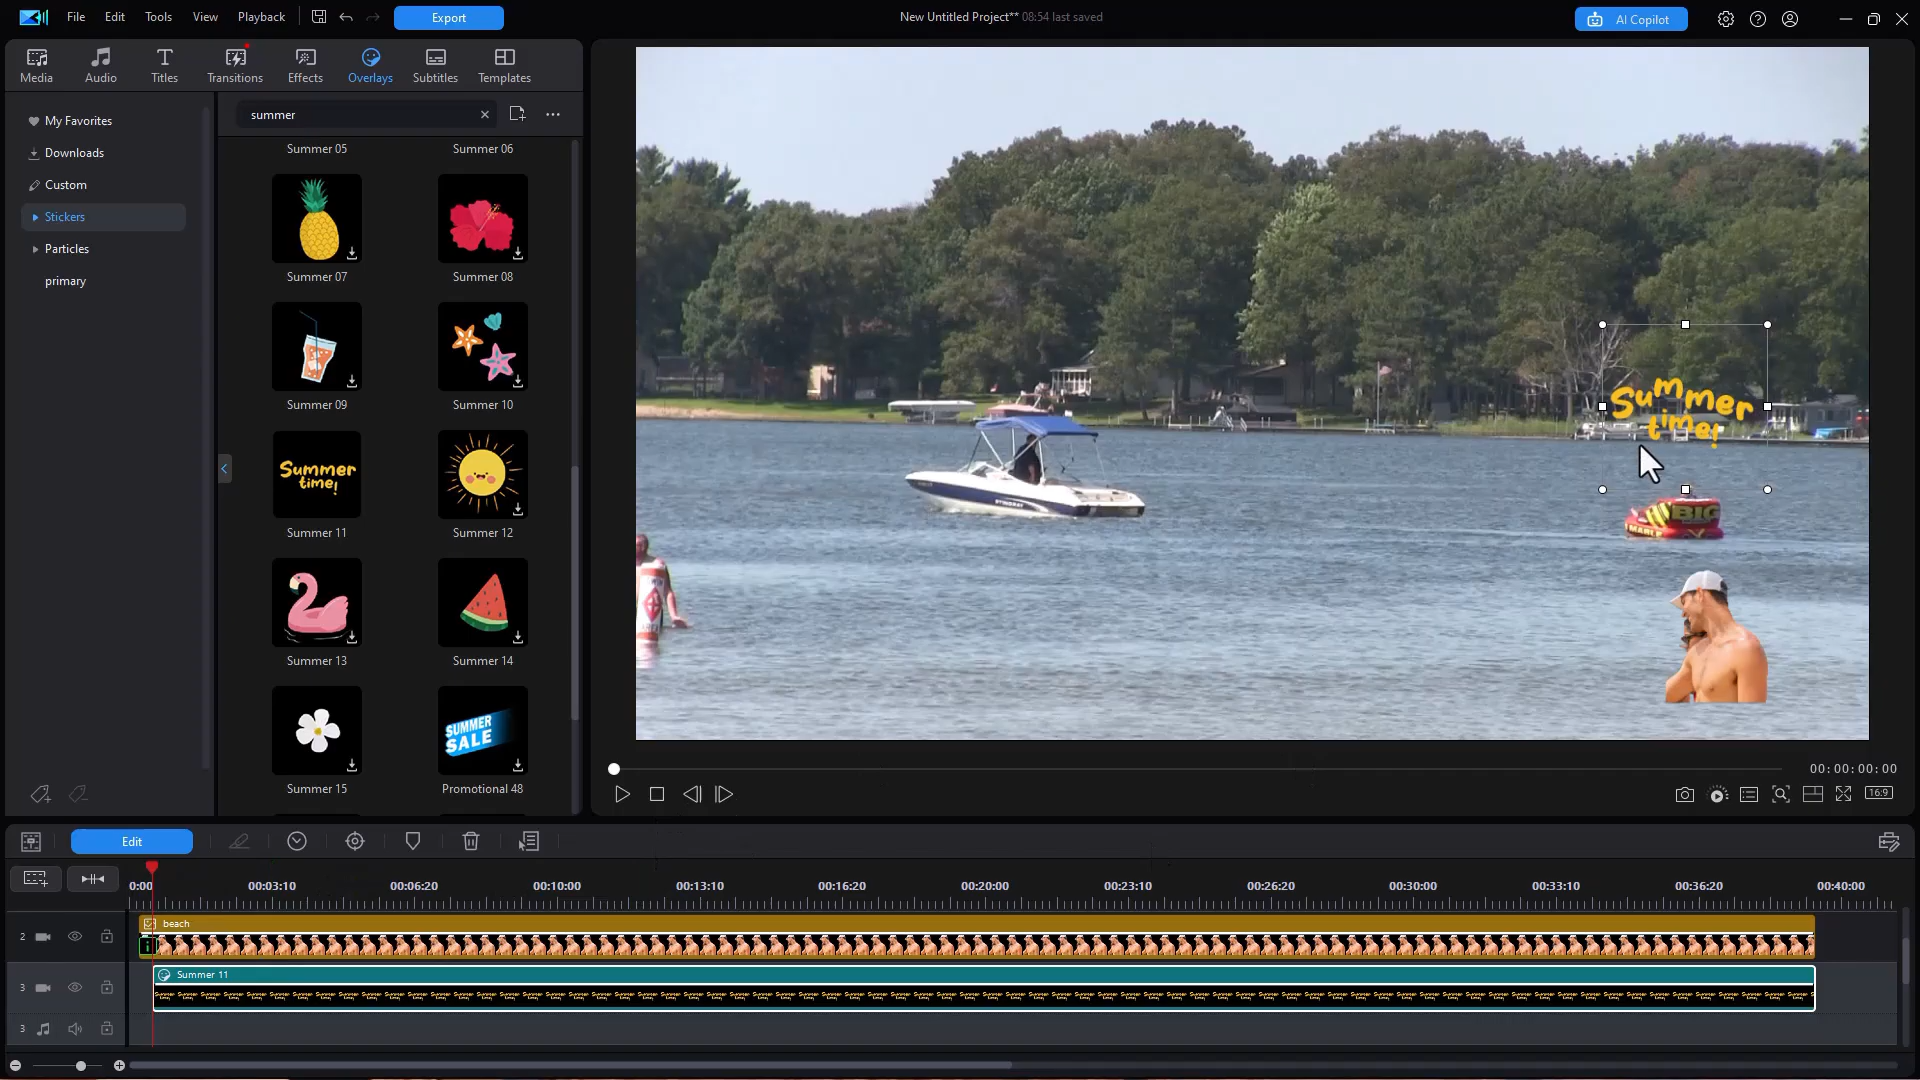 File Edit Tools View Playback Export New Untitled Project** 08:54 last saved AI Copilot
Media Audio Titles Transitions Effects Overlays Subtitles Templates
My Favorites
Downloads
Custom
Stickers
Particles
primary
summer
Summer 05 Summer 06
Summer 07 Summer 08
Summer 09 Summer 10
Summer
time!
Summer 11 Summer 12
Summer 13 Summer 14
SUMMER
SALE
Summer 15 Promotional 48
Summer
time!
BIG
MABLE
00:00:00:00
16:9
Edit
0:00 00:03:10 00:06:20 00:10:00 00:13:10 00:16:20 00:20:00 00:23:10 00:26:20 00:30:00 00:33:10 00:36:20 00:40:00
2 beach
3 Summer 11
3